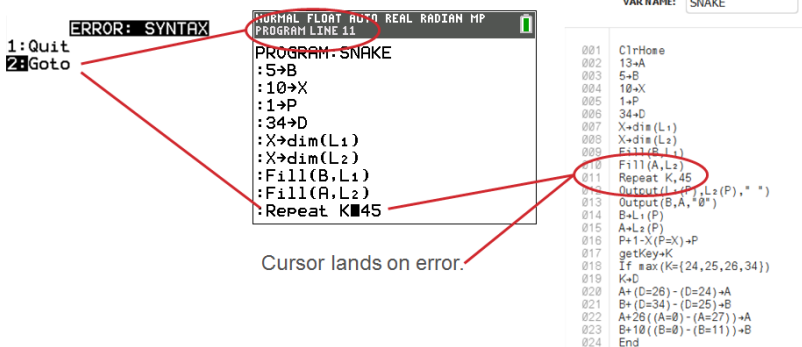 ERROR: SYNTAX
1:Quit
2:Goto
NORMAL FLOAT AUTO REAL RADIAN MP
PROGRAM LINE 11
PROGRAM:SNAKE
:5→B
:10→X
:1→P
:34→D
:X→dim(L₁)
:X→dim(L₂)
:Fill(B,L₁)
:Fill(A,L₂)
:Repeat K 45
Cursor lands on error.
VAR NAME: SNAKE
001 ClrHome
002 13→A
003 5→B
004 10→X
005 1→P
006 34→D
007 X→dim(L₁)
008 X→dim(L₂)
009 Fill(B,L₁)
010 Fill(A,L₂)
011 Repeat K,45
012 Output(L₁(P),L₂(P)," ")
013 Output(B,A,"0")
014 B→L₁(P)
015 A→L₂(P)
016 P+1-X(P=X)→P
017 getKey→K
018 If max(K={24,25,26,34})
019 K→D
020 A+(D=26)-(D=24)→A
021 B+(D=34)-(D=25)→B
022 A+26((A=0)-(A=27))→A
023 B+10((B=0)-(B=11))→B
024 End